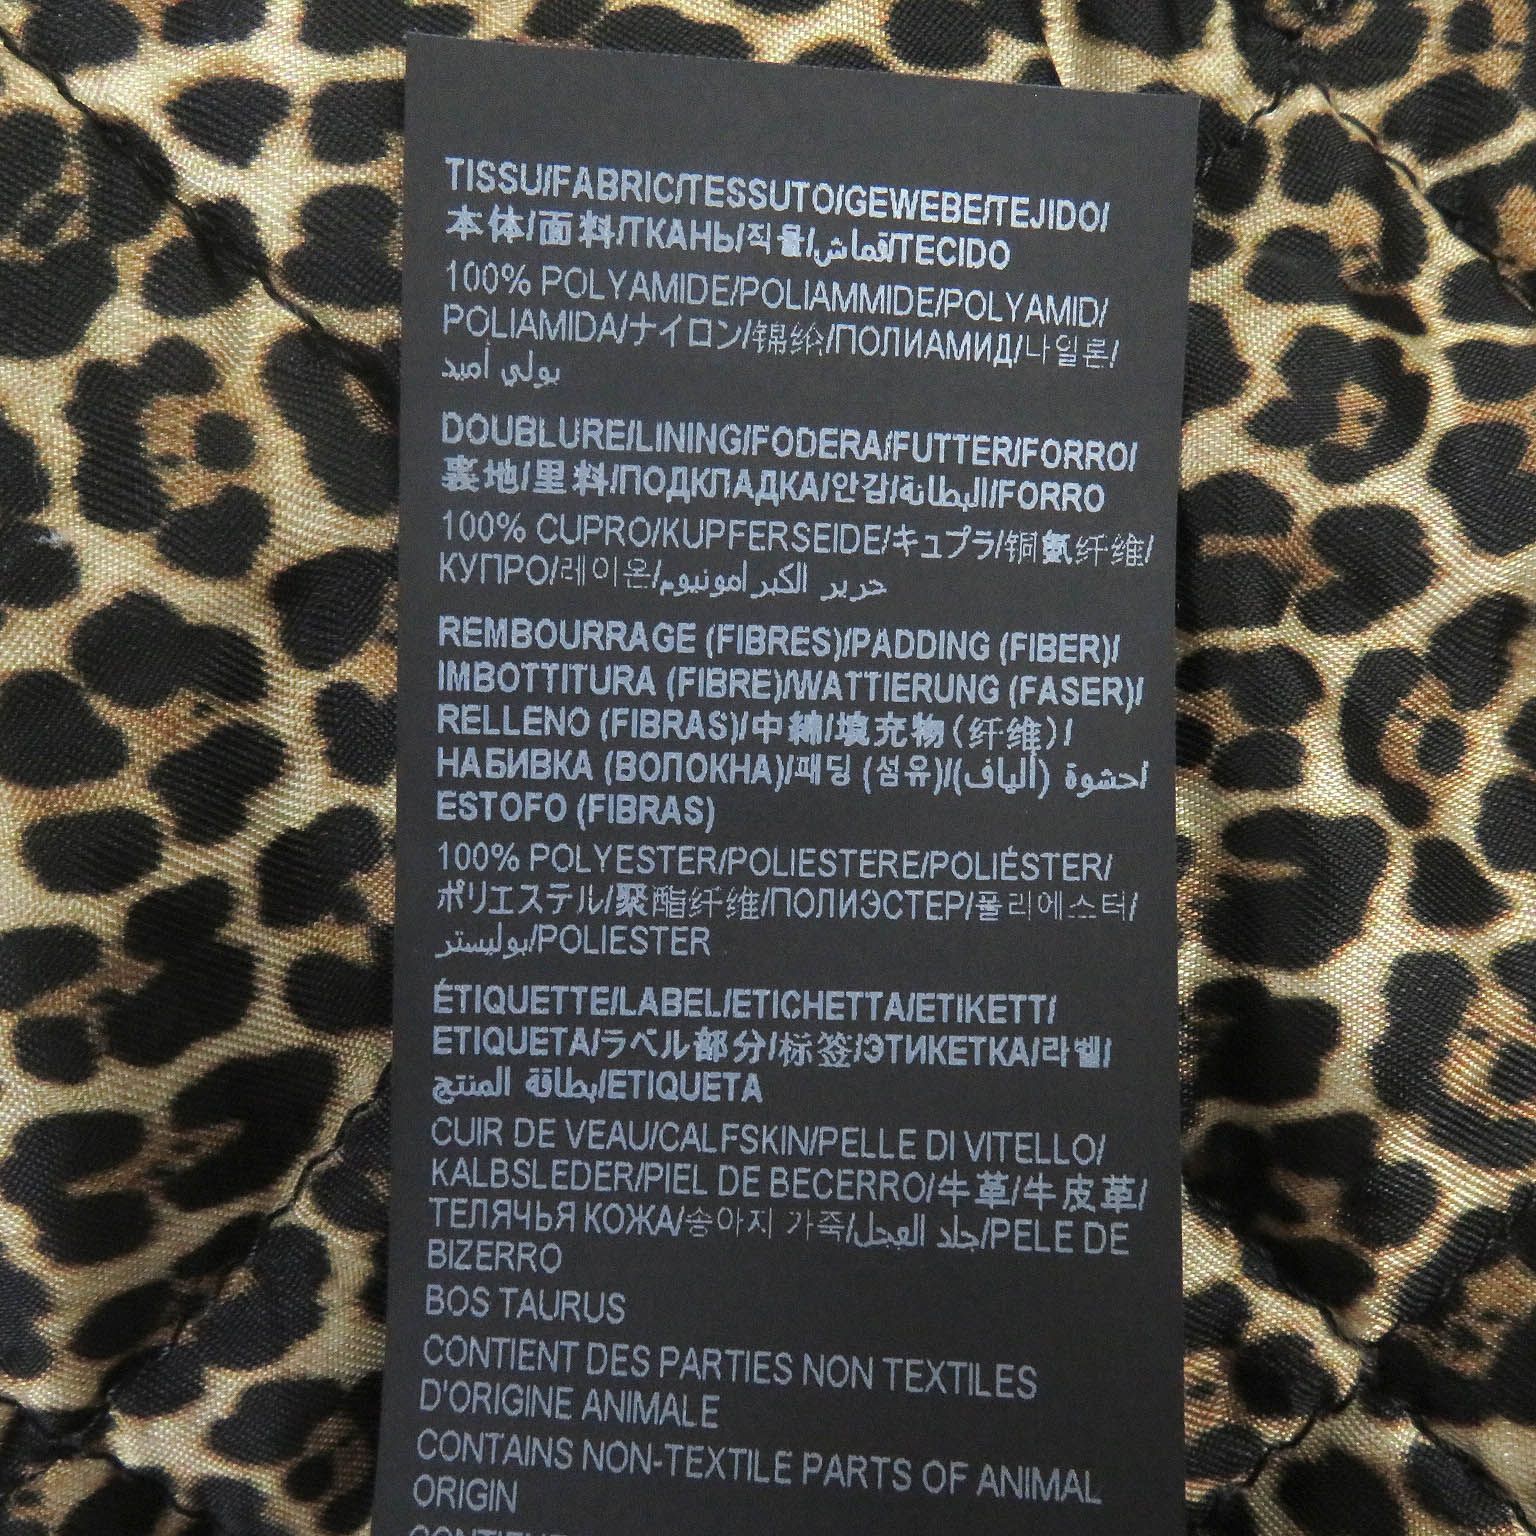 TISSU/FABRIC/TESSUTO/GEWEBE/TEJIDO/
本体/面料/ТКАНЬ/직물/قماش/TECIDO
100% POLYAMIDE/POLIAMMIDE/POLYAMID/
POLIAMIDA/ナイロン/锦纶/ПОЛИАМИД/나일론/
بولي أميد
DOUBLURE/LINING/FODERA/FUTTER/FORRO/
裏地/里料/ПОДКЛАДКА/안감/البطانة/FORRO
100% CUPRO/KUPFERSEIDE/キュプラ/铜氨纤维/
КУПРО/레이온/حرير الكبر امونيوم
REMBOURRAGE (FIBRES)/PADDING (FIBER)/
IMBOTTITURA (FIBRE)/WATTIERUNG (FASER)/
RELLENO (FIBRAS)/中綿/填充物(纤维)/
НАБИВКА (ВОЛОКНА)/패딩 (섬유)/احشوة (ألياف)/
ESTOFO (FIBRAS)
100% POLYESTER/POLIESTERE/POLIÉSTER/
ポリエステル/聚酯纤维/ПОЛИЭСТЕР/폴리에스터/
بوليستر/POLIESTER
ÉTIQUETTE/LABEL/ETICHETTA/ETIKETT/
ETIQUETA/ラベル部分/标签/ЭТИКЕТКА/라벨/
بطاقة المنتج/ETIQUETA
CUIR DE VEAU/CALFSKIN/PELLE DI VITELLO/
KALBSLEDER/PIEL DE BECERRO/牛革/牛皮革/
ТЕЛЯЧЬЯ КОЖА/송아지 가죽/جلد العجل/PELE DE
BIZERRO
BOS TAURUS
CONTIENT DES PARTIES NON TEXTILES
D'ORIGINE ANIMALE
CONTAINS NON-TEXTILE PARTS OF ANIMAL
ORIGIN